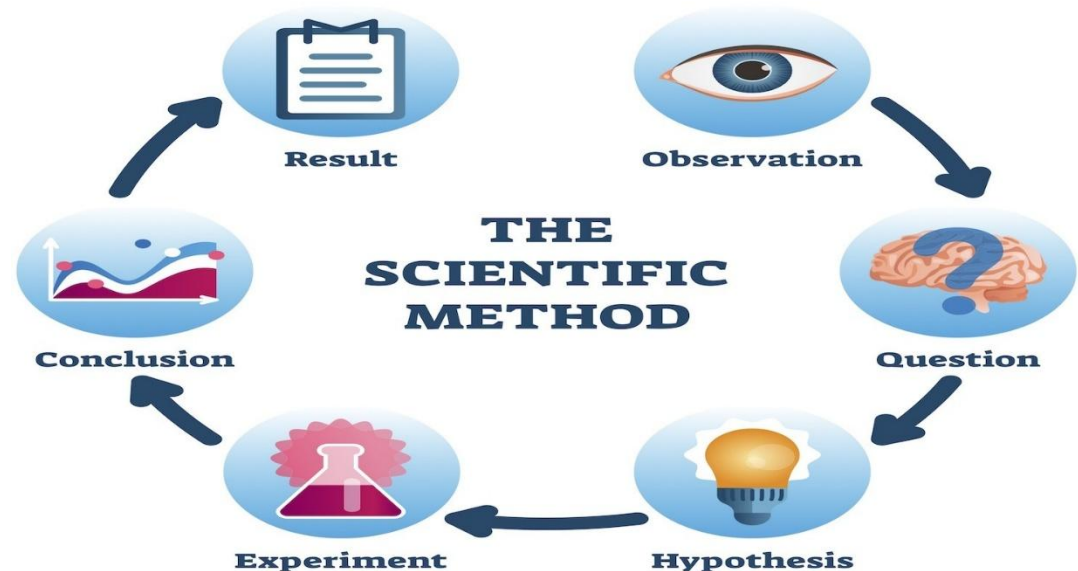 Result
Observation
THE
SCIENTIFIC
METHOD
Conclusion
Question
Experiment
Hypothesis